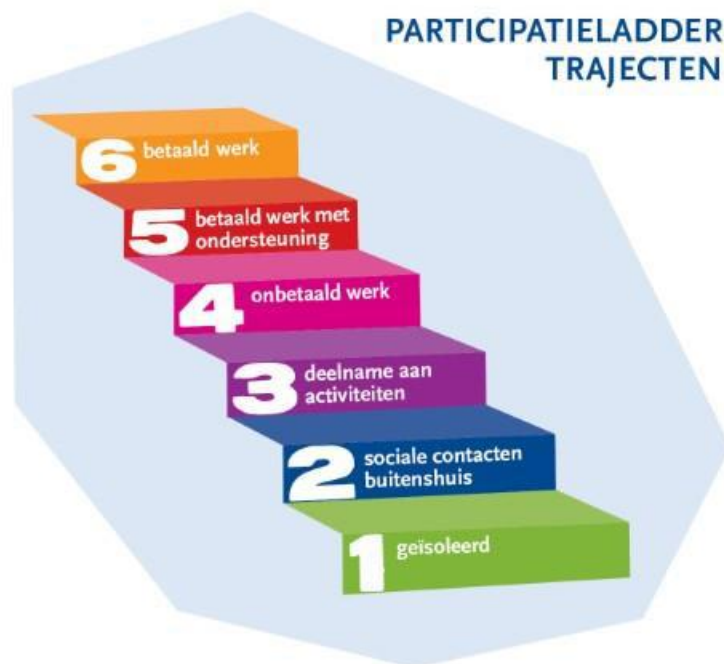 PARTICIPATIELADDER
TRAJECTEN
6 betaald werk
5 betaald werk met
ondersteuning
4 onbetaald werk
3 deelname aan
activiteiten
2 sociale contacten
buitenshuis
1 geïsoleerd